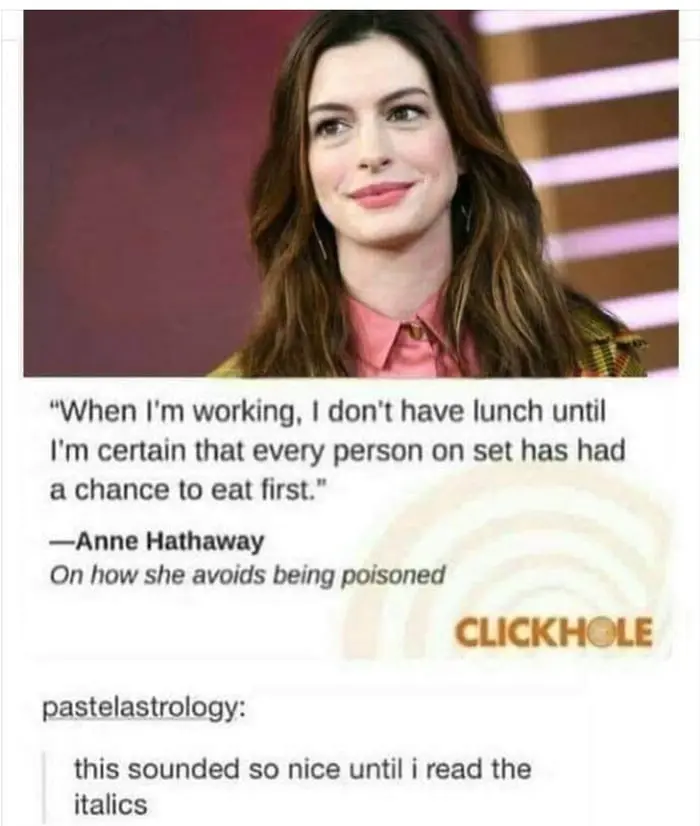 "When I'm working, I don't have lunch until
I'm certain that every person on set has had
a chance to eat first."
—Anne Hathaway
On how she avoids being poisoned
CLICKHOLE
pastelastrology:
this sounded so nice until i read the
italics